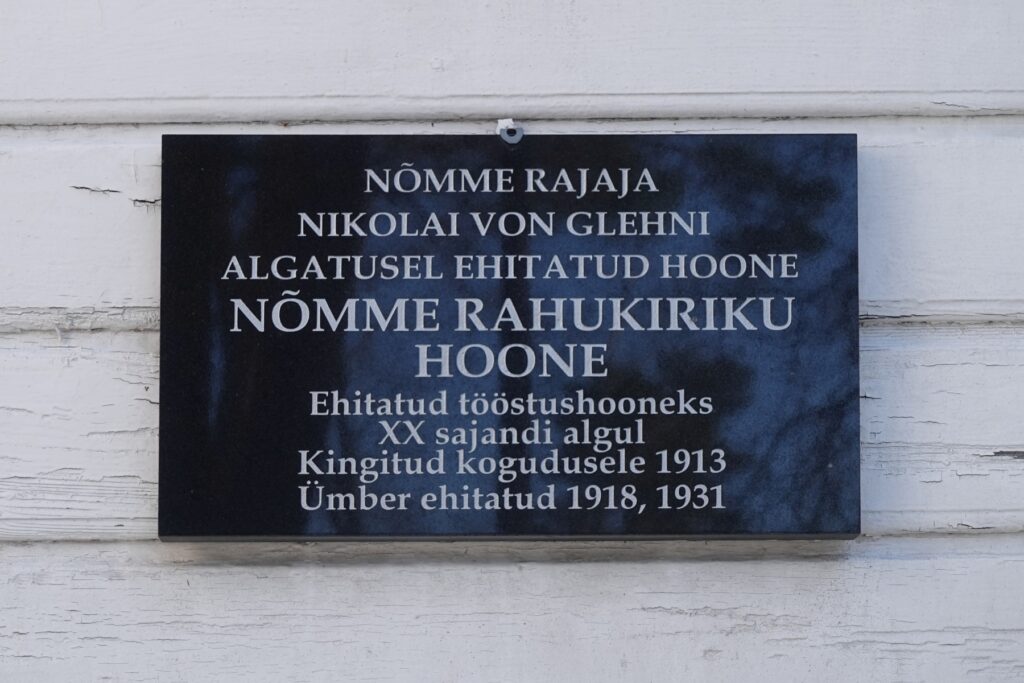 NÕMME RAJAJA
NIKOLAI VON GLEHNI
ALGATUSEL EHITATUD HOONE
NÕMME RAHUKIRIKU
HOONE
Ehitatud tööstushooneks
XX sajandi algul
Kingitud kogudusele 1913
Ümber ehitatud 1918, 1931